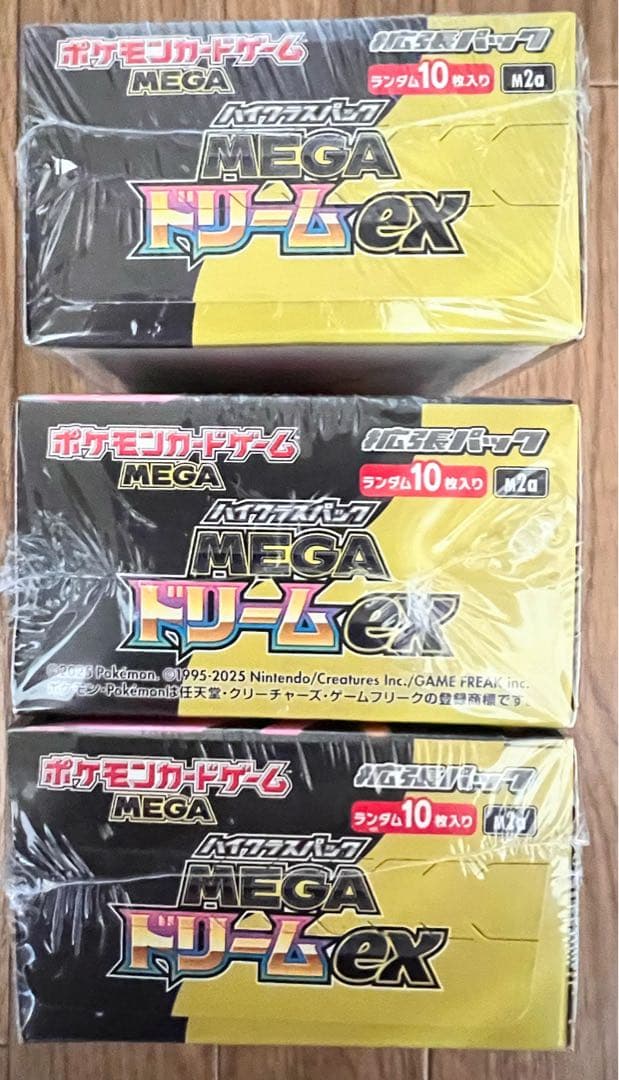 ポケモンカードゲーム
MEGA
拡張パック
ランダム10枚入り M2a
ハイクラスパック
MEGA
ドリームex
ポケモンカードゲーム
MEGA
拡張パック
ランダム10枚入り M2a
ハイクラスパック
MEGA
ドリームex
©2025 Pokémon. ©1995-2025 Nintendo/Creatures Inc./GAME FREAK inc.
ポケモン・Pokémonは任天堂・クリーチャーズ・ゲームフリークの登録商標です。
ポケモンカードゲーム
MEGA
拡張パック
ランダム10枚入り M2a
ハイクラスパック
MEGA
ドリームex